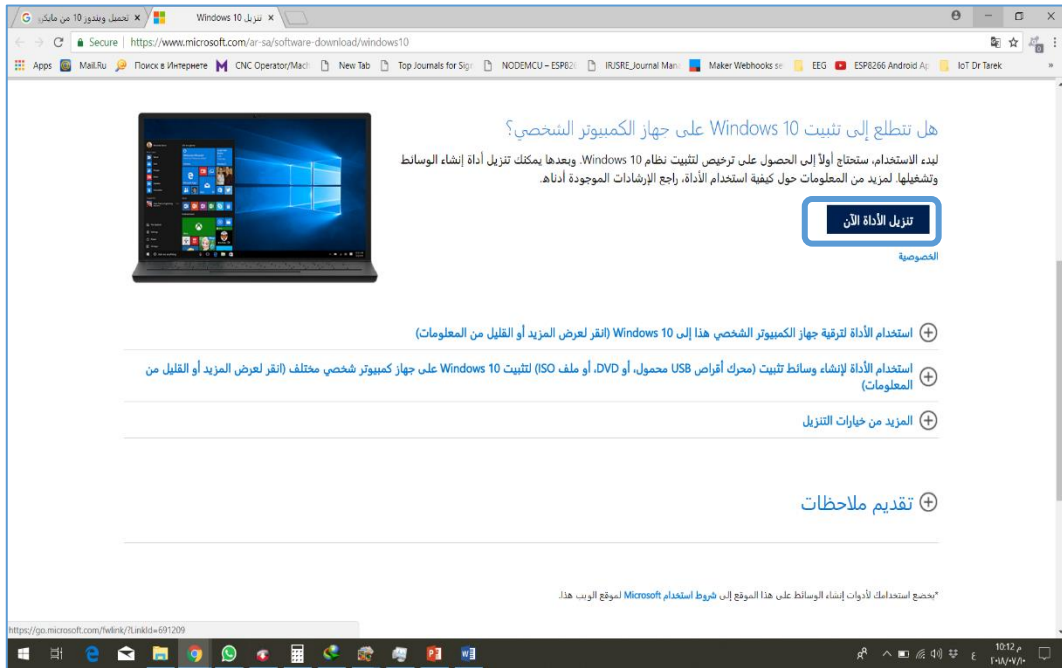 تحميل ويندوز 10 من مايكر
تنزيل Windows 10
Secure | https://www.microsoft.com/ar-sa/software-download/windows10
Apps Mail.Ru Поиск в Интернете CNC Operator/Mach New Tab Top Journals for Sig NODEMCU – ESP82 IRJSRE_Journal Man Maker Webhooks se EEG ESP8266 Android Ap IoT Dr Tarek »
هل تتطلع إلى تثبيت Windows 10 على جهاز الكمبيوتر الشخصي؟
لبدء الاستخدام، ستحتاج أولاً إلى الحصول على ترخيص لتثبيت نظام Windows 10. وبعدها يمكنك تنزيل أداة إنشاء الوسائط
وتشغيلها. لمزيد من المعلومات حول كيفية استخدام الأداة، راجع الإرشادات الموجودة أدناه.
تنزيل الأداة الآن
الخصوصية
استخدام الأداة لترقية جهاز الكمبيوتر الشخصي هذا إلى Windows 10 (انقر لعرض المزيد أو القليل من المعلومات)
استخدام الأداة لإنشاء وسائط تثبيت (محرك أقراص USB محمول، أو DVD، أو ملف ISO) لتثبيت Windows 10 على جهاز كمبيوتر شخصي مختلف (انقر لعرض المزيد أو القليل من
المعلومات)
المزيد من خيارات التنزيل
تقديم ملاحظات
*يخضع استخدامك لأدوات إنشاء الوسائط على هذا الموقع إلى شروط استخدام Microsoft لموقع الويب هذا.
https://go.microsoft.com/fwlink/?LinkId=691209
ع
10:12 م
٢٠١٨/٠٧/١٠